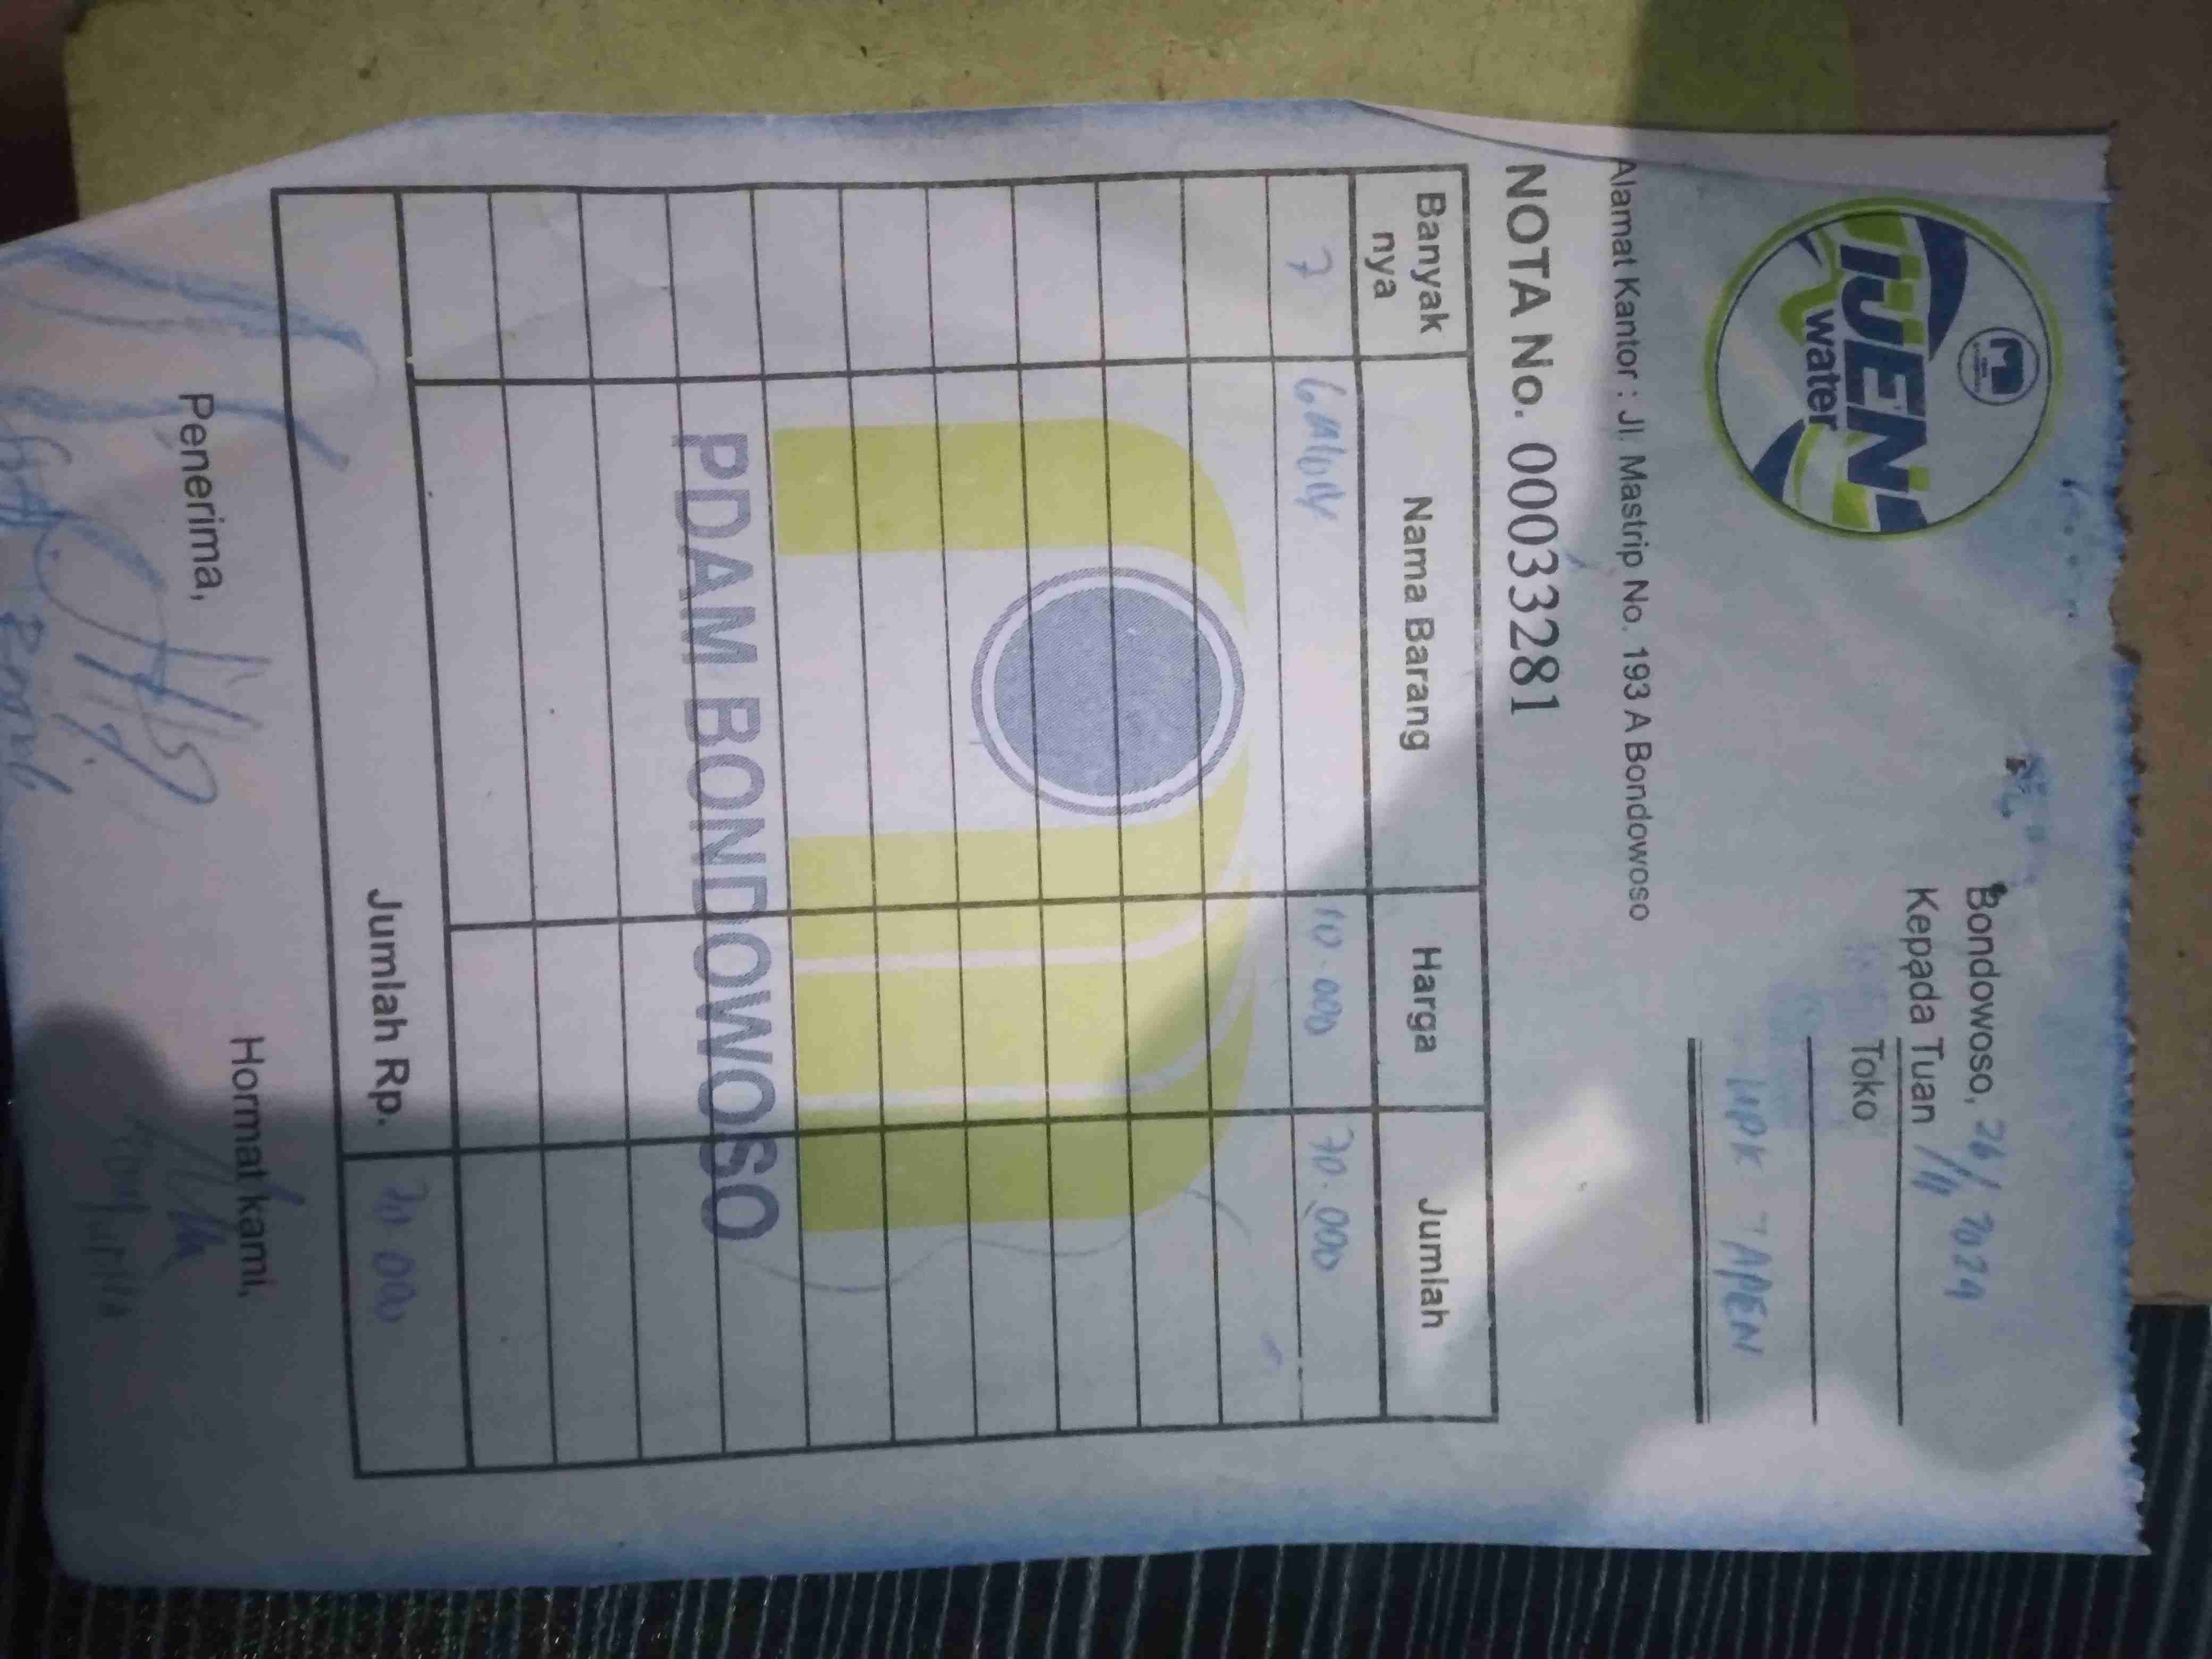 IJEN
water
Bondowoso, 26/11 2024
Kepada Tuan
Toko
UPK TAPEN
Alamat Kantor : Jl. Mastrip No. 193 A Bondowoso
NOTA No. 00033281
Banyak nya Nama Barang Harga Jumlah
7 Galon 10.000 70.000
PDAM BONDOWOSO
Jumlah Rp. 70.000
Penerima, Hormat kami,